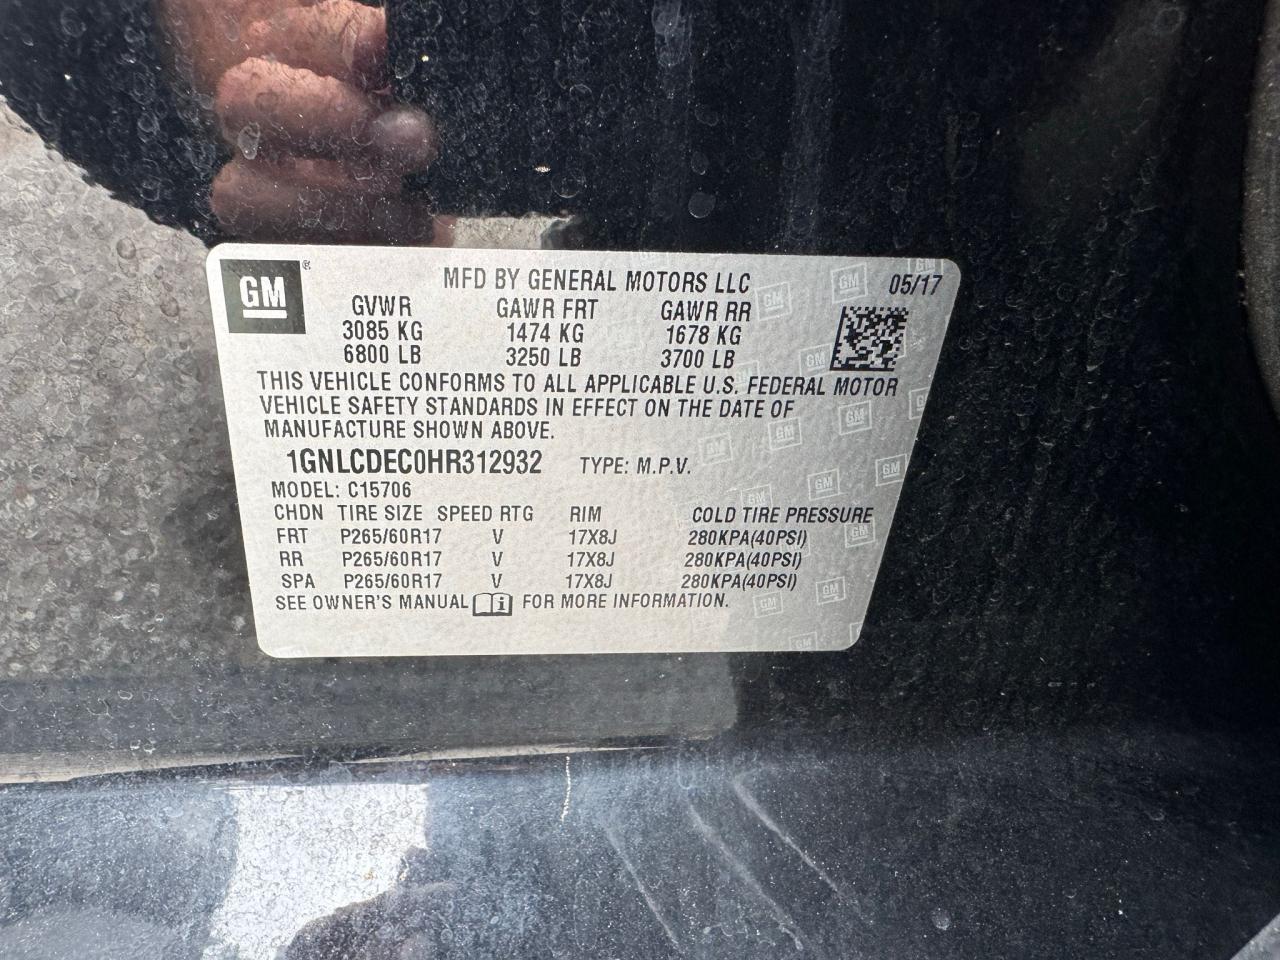 GM®
MFD BY GENERAL MOTORS LLC 05/17
GVWR GAWR FRT GAWR RR
3085 KG 1474 KG 1678 KG
6800 LB 3250 LB 3700 LB
THIS VEHICLE CONFORMS TO ALL APPLICABLE U.S. FEDERAL MOTOR
VEHICLE SAFETY STANDARDS IN EFFECT ON THE DATE OF
MANUFACTURE SHOWN ABOVE.
1GNLCDEC0HR312932 TYPE: M.P.V.
MODEL: C15706
CHDN TIRE SIZE SPEED RTG RIM COLD TIRE PRESSURE
FRT P265/60R17 V 17X8J 280KPA(40PSI)
RR P265/60R17 V 17X8J 280KPA(40PSI)
SPA P265/60R17 V 17X8J 280KPA(40PSI)
SEE OWNER'S MANUAL FOR MORE INFORMATION.